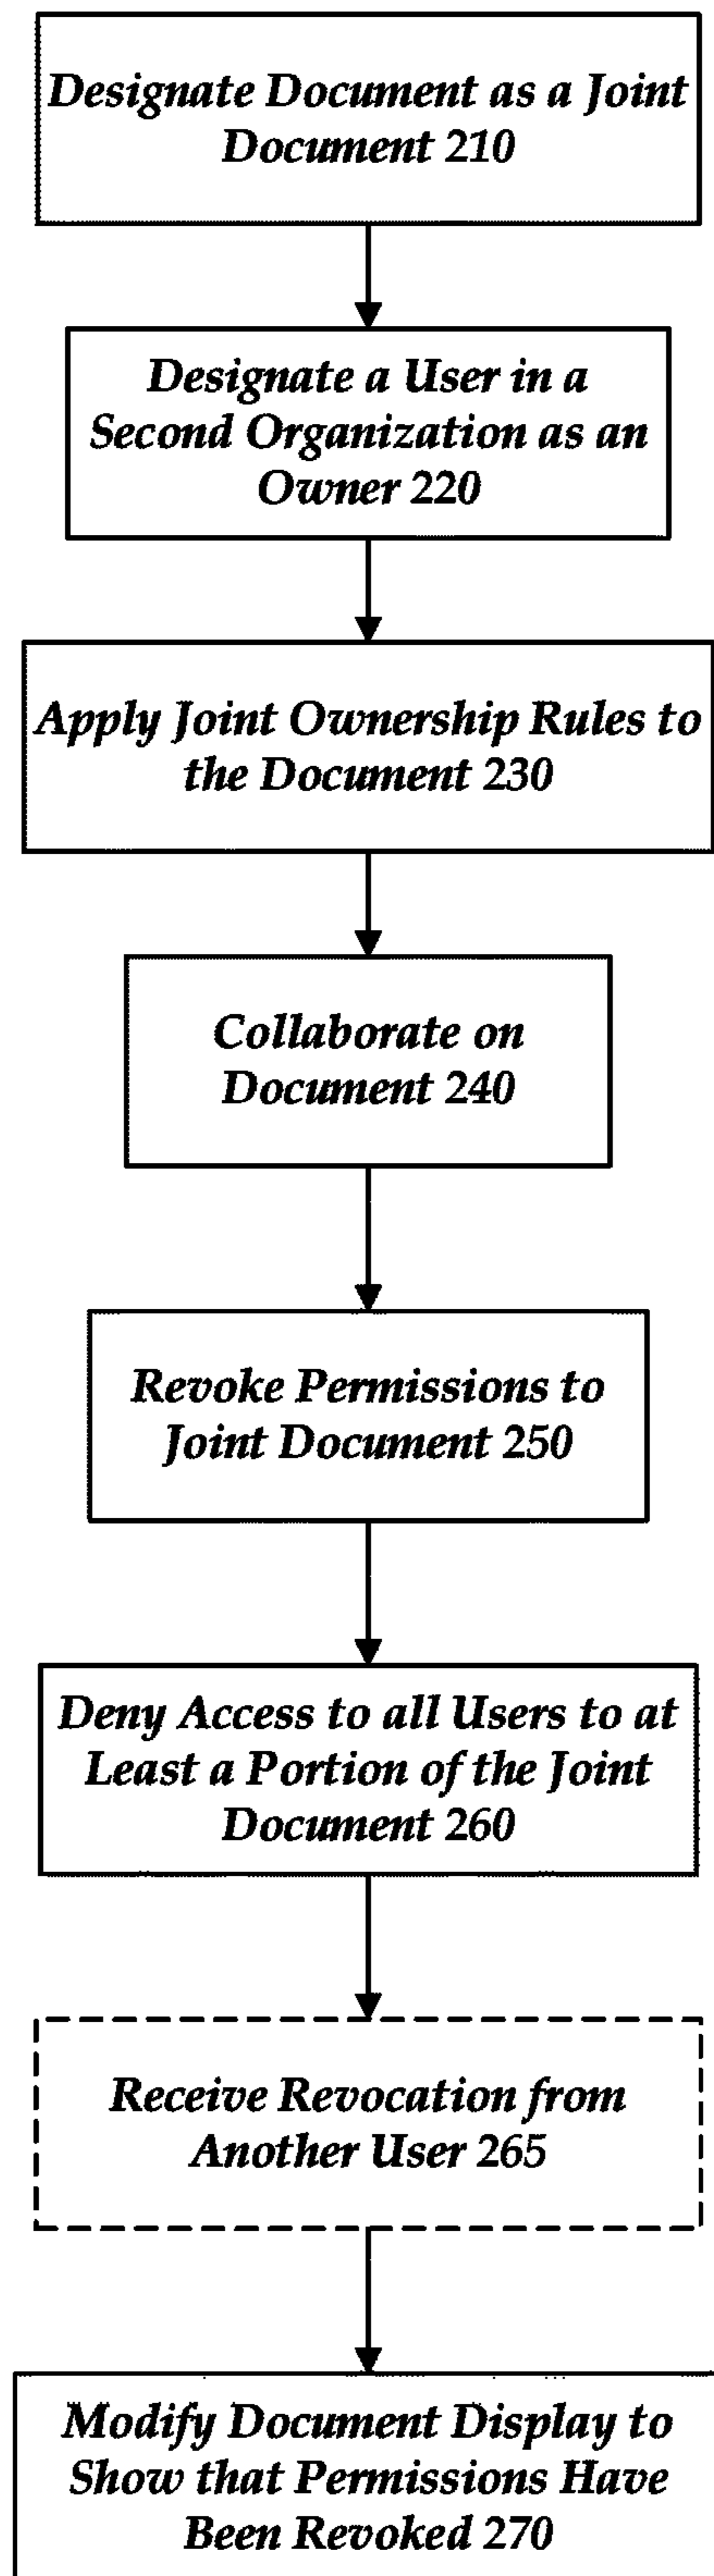 Designate Document as a Joint
Document 210
Designate a User in a
Second Organization as an
Owner 220
Apply Joint Ownership Rules to
the Document 230
Collaborate on
Document 240
Revoke Permissions to
Joint Document 250
Deny Access to all Users to at
Least a Portion of the Joint
Document 260
Receive Revocation from
Another User 265
Modify Document Display to
Show that Permissions Have
Been Revoked 270